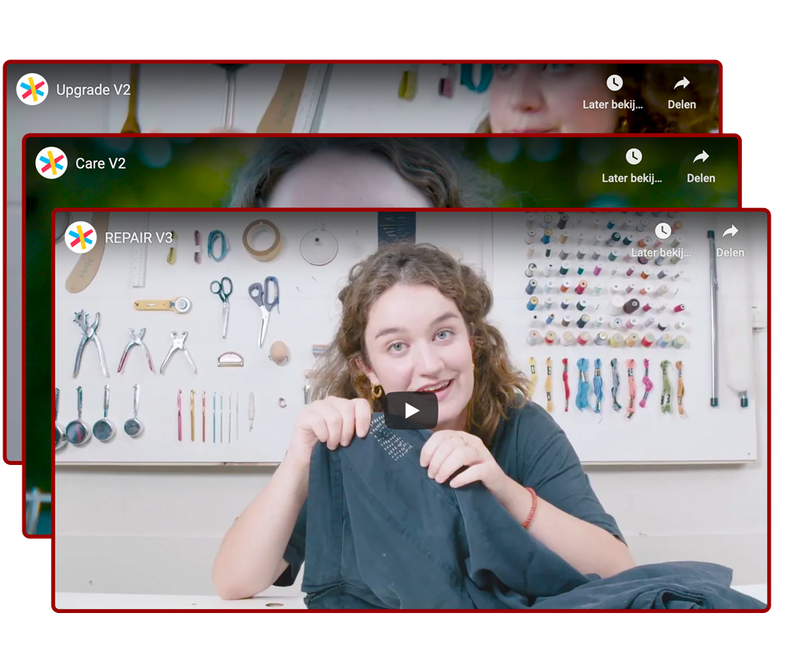 Upgrade V2
Later bekij...
Delen
Care V2
Later bekij...
Delen
REPAIR V3
Later bekij...
Delen